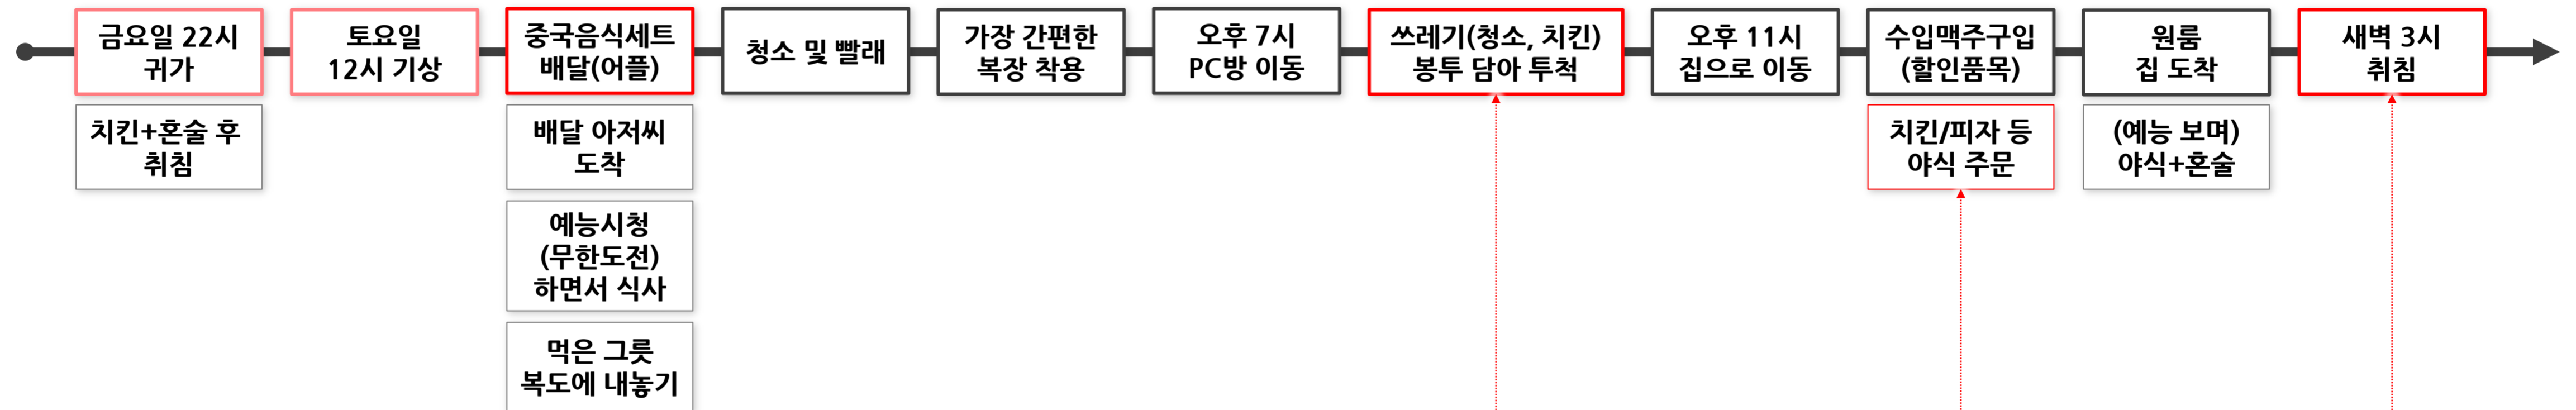 금요일 22시
귀가
치킨+혼술 후
취침
토요일
12시 기상
중국음식세트
배달(어플)
배달 아저씨
도착
예능시청
(무한도전)
하면서 식사
먹은 그릇
복도에 내놓기
청소 및 빨래
가장 간편한
복장 착용
오후 7시
PC방 이동
쓰레기(청소, 치킨)
봉투 담아 투척
오후 11시
집으로 이동
수입맥주구입
(할인품목)
치킨/피자 등
야식 주문
원룸
집 도착
(예능 보며)
야식+혼술
새벽 3시
취침